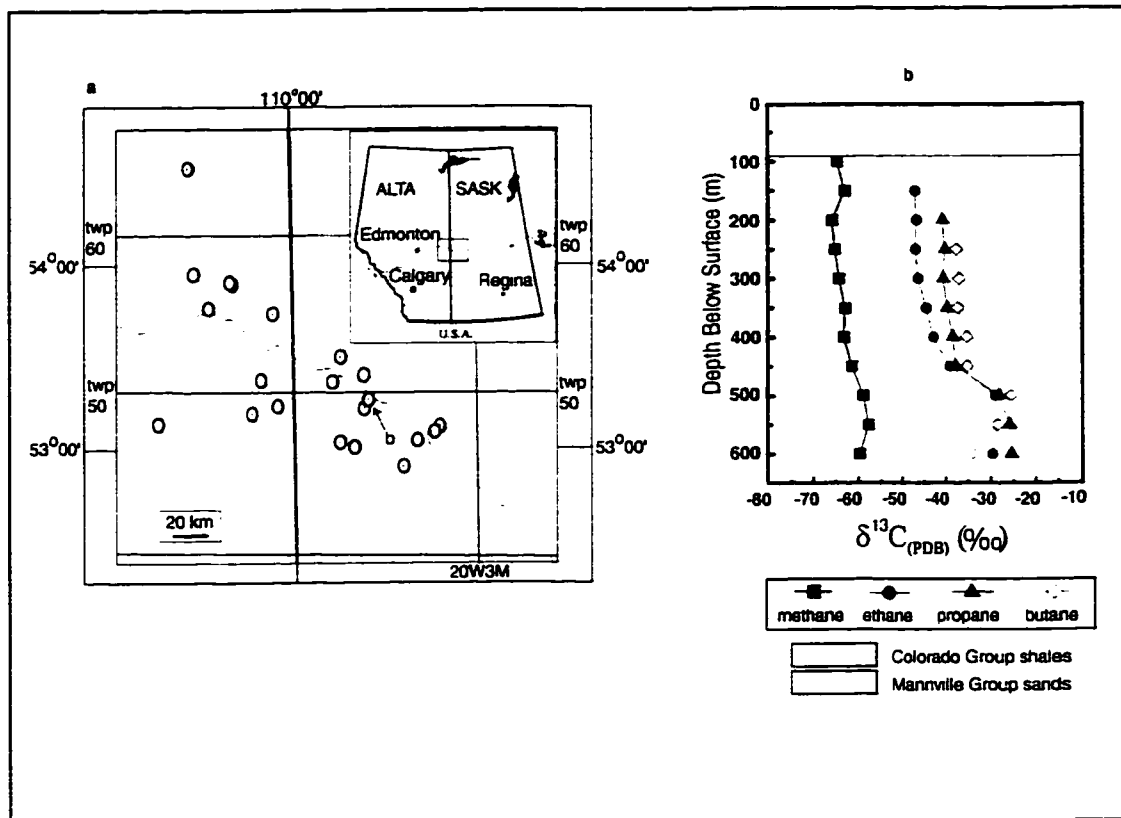 a
110°00'
ALTA
SASK
twp
60
twp
60
Edmonton
54°00'
54°00'
Calgary
Regina
U.S.A.
twp
50
twp
50
b
53°00'
53°00'
20 km
20W3M
b
0
100
200
300
400
500
600
Depth Below Surface (m)
-80
-70
-60
-50
-40
-30
-20
-10
δ¹³C(PDB) (‰)
methane
ethane
propane
butane
Colorado Group shales
Mannville Group sands